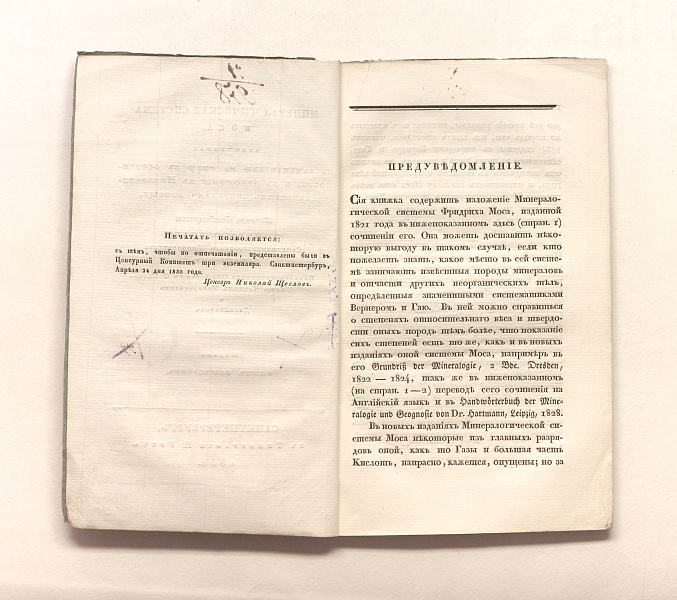 Печатать позволяется:
съ тѣмъ, чтобы по отпечатаніи, представлены были въ
Ценсурный Комитетъ три экземпляра. Санктпетербургъ,
Апрѣля 24 дня 1830 года.
Ценсоръ Николай Щегловъ.
ПРЕДУВѢДОМЛЕНІЕ.
Сія книжка содержитъ изложеніе Минерало-
гической системы Фридриха Моса, изданной
1821 года въ нижепоказанномъ здѣсь (стран. 1)
сочиненіи его. Она можетъ доставить нѣко-
торую выгоду въ такомъ случаѣ, если кто
пожелаетъ знать, какое мѣсто въ сей систе-
мѣ занимаютъ извѣстныя породы минераловъ
и отчасти другихъ неорганическихъ тѣлъ,
опредѣленныя знаменитыми систематиками
Вернеромъ и Гаю. Въ ней можно справиться
о степеняхъ относительнаго вѣса и твердо-
сти оныхъ породъ тѣмъ болѣе, что показаніе
сихъ степеней есть то же, какъ и въ новыхъ
изданіяхъ оной системы Моса, напримѣръ въ
его Grundriß der Mineralogie, 2 Bde. Dresden,
1822 — 1824, такъ же въ нижепоказанномъ
(на стран. 1—2) переводѣ сего сочиненія на
Англійскій языкъ и въ Handwörterbuch der Mine-
ralogie und Geognosie von Dr. Hartmann, Leipzig, 1828.
Въ новыхъ изданіяхъ Минералогической си-
стемы Моса нѣкоторые изъ главныхъ разря-
довъ оной, какъ то Газы и большая часть
Кислотъ, напрасно, кажется, опущены; но за